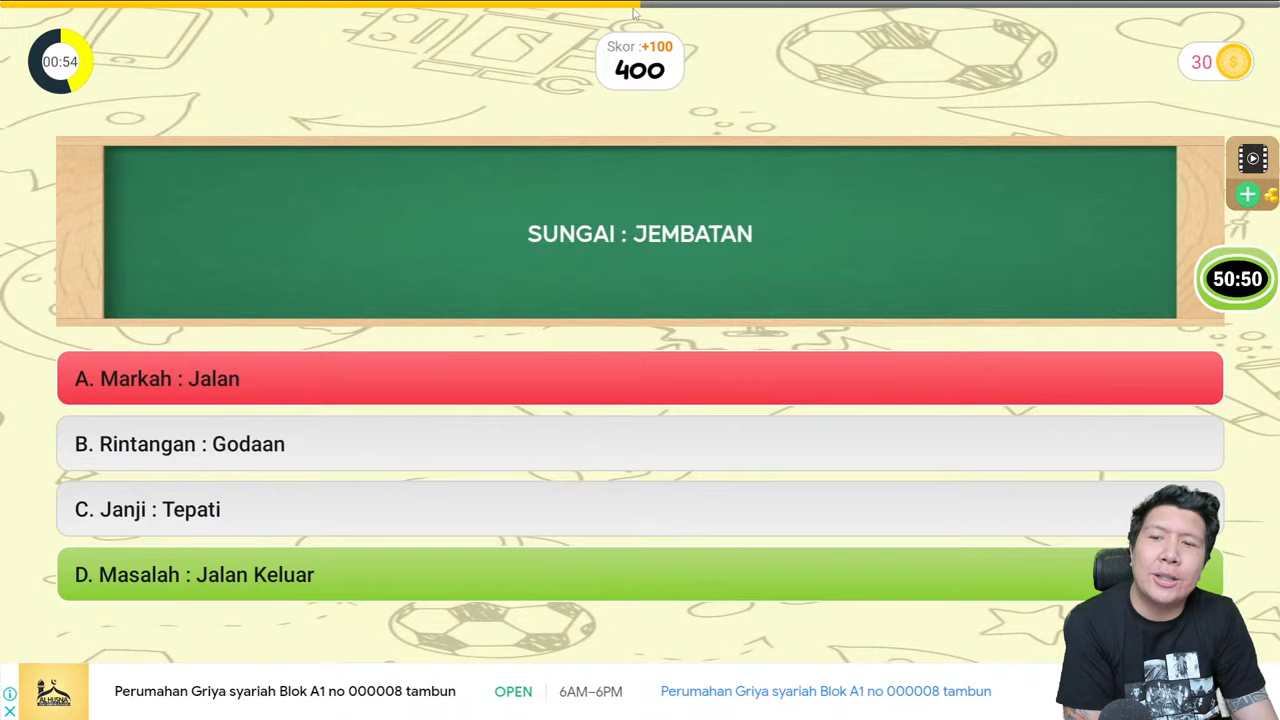 00:54
Skor :+100
400
30
SUNGAI : JEMBATAN
50:50
A. Markah : Jalan
B. Rintangan : Godaan
C. Janji : Tepati
D. Masalah : Jalan Keluar
AL HUSNA
Perumahan Griya syariah Blok A1 no 000008 tambun
OPEN
6AM–6PM
Perumahan Griya syariah Blok A1 no 000008 tambun